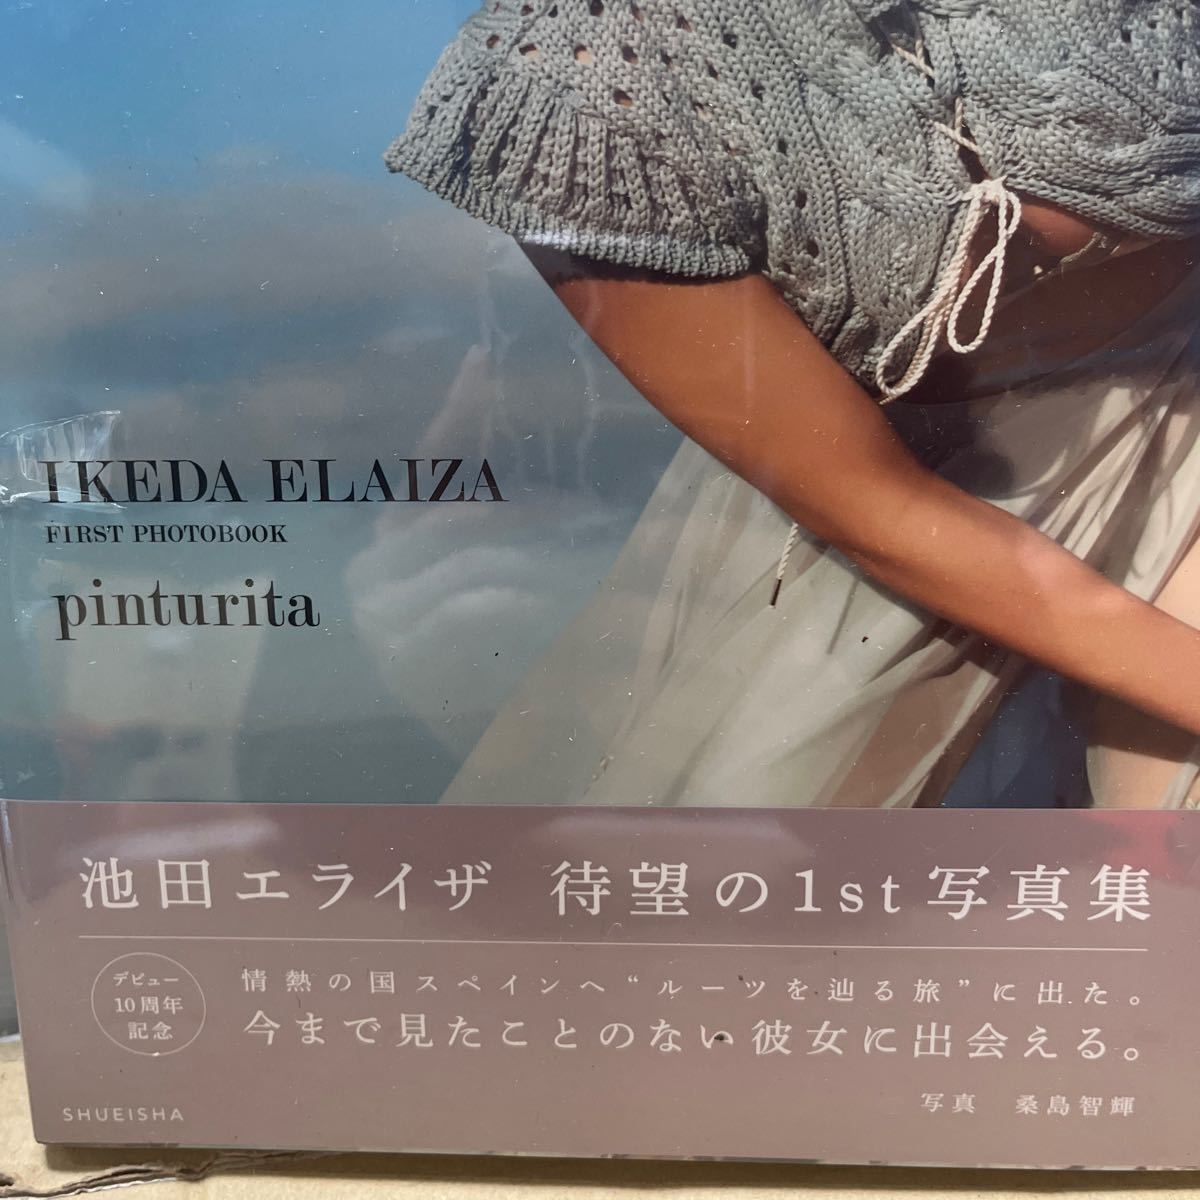 IKEDA ELAIZA
FIRST PHOTOBOOK
pinturita
池田エライザ 待望の1st写真集
デビュー
10周年
記念
情熱の国スペインへ“ルーツを辿る旅”に出た。
今まで見たことのない彼女に出会える。
写真 桑島智輝
SHUEISHA